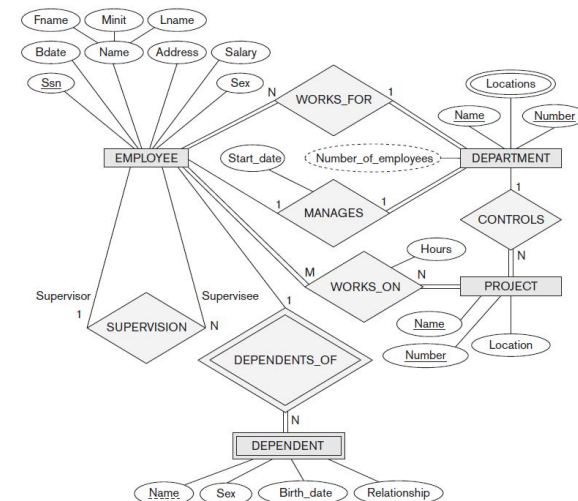 Fname Minit Lname
Bdate Name Address Salary
Ssn Sex
N WORKS_FOR 1
Locations
Name Number
EMPLOYEE Start_date Number_of_employees DEPARTMENT
1 MANAGES 1
1
CONTROLS
N
Hours
M WORKS_ON N
PROJECT
Supervisor Supervisee
1 SUPERVISION N
1
Name
Number Location
DEPENDENTS_OF
N
DEPENDENT
Name Sex Birth_date Relationship